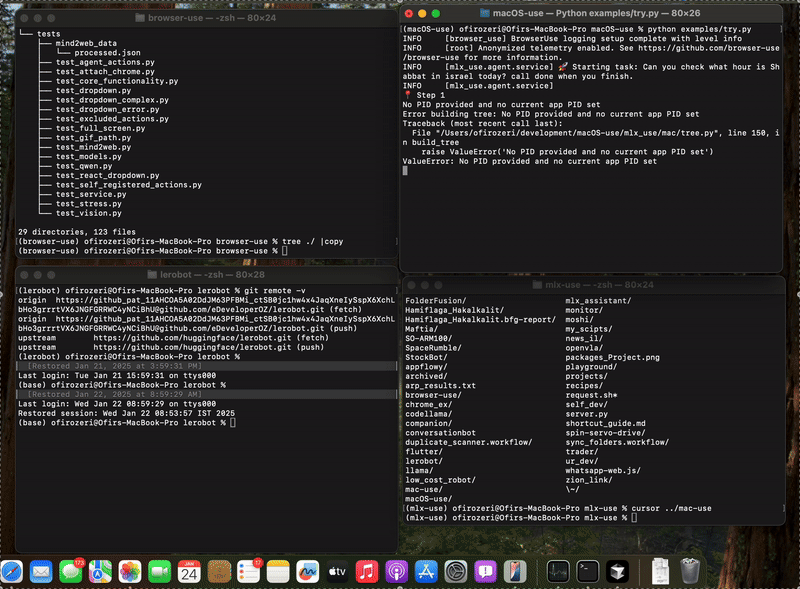 browser-use — -zsh — 80×24
└── tests
├── mind2web_data
│   └── processed.json
├── test_agent_actions.py
├── test_attach_chrome.py
├── test_core_functionality.py
├── test_dropdown.py
├── test_dropdown_complex.py
├── test_dropdown_error.py
├── test_excluded_actions.py
├── test_full_screen.py
├── test_gif_path.py
├── test_mind2web.py
├── test_models.py
├── test_qwen.py
├── test_react_dropdown.py
├── test_self_registered_actions.py
├── test_service.py
├── test_stress.py
└── test_vision.py
29 directories, 123 files
(browser-use) ofirozeri@Ofirs-MacBook-Pro browser-use % tree ./ |copy
(browser-use) ofirozeri@Ofirs-MacBook-Pro browser-use %
macOS-use — Python examples/try.py — 80×26
(macOS-use) ofirozeri@Ofirs-MacBook-Pro macOS-use % python examples/try.py
INFO     [browser_use] BrowserUse logging setup complete with level info
INFO     [root] Anonymized telemetry enabled. See https://github.com/browser-use
/browser-use for more information.
INFO     [mlx_use.agent.service] 🚀 Starting task: Can you check what hour is Sh
abbat in israel today? call done when you finish.
INFO     [mlx_use.agent.service]
📍 Step 1
No PID provided and no current app PID set
Error building tree: No PID provided and no current app PID set
Traceback (most recent call last):
File "/Users/ofirozeri/development/macOS-use/mlx_use/mac/tree.py", line 150, i
n build_tree
raise ValueError('No PID provided and no current app PID set')
ValueError: No PID provided and no current app PID set
lerobot — -zsh — 80×28
(lerobot) ofirozeri@Ofirs-MacBook-Pro lerobot % git remote -v
origin  https://
github.com/eDeveloperOZ/lerobot.git (fetch)
origin  https://
github.com/eDeveloperOZ/lerobot.git (push)
upstream        https://github.com/huggingface/lerobot.git (fetch)
upstream        https://github.com/huggingface/lerobot.git (push)
(lerobot) ofirozeri@Ofirs-MacBook-Pro lerobot %
[Restored Jan 21, 2025 at 3:59:31 PM]
Last login: Tue Jan 21 15:59:31 on ttys000
(base) ofirozeri@Ofirs-MacBook-Pro lerobot %
[Restored Jan 22, 2025 at 8:59:29 AM]
Last login: Wed Jan 22 08:59:29 on ttys000
Restored session: Wed Jan 22 08:53:57 IST 2025
(base) ofirozeri@Ofirs-MacBook-Pro lerobot %
mlx-use — -zsh — 80×24
FolderFusion/ mlx_assistant/
Hamiflaga_Hakalkalit/ monitor/
Hamiflaga_Hakalkalit.bfg-report/ moshi/
Maftia/ my_scipts/
SO-ARM100/ news_il/
SpaceRumble/ openvla/
StockBot/ packages_Project.png
appflowy/ playground/
archived/ projects/
arp_results.txt recipes/
browser-use/ request.sh*
chrome_ex/ self_dev/
codellama/ server.py
companion/ shortcut_guide.md
conversationbot spin-servo-drive/
duplicate_scanner.workflow/ sync_folders.workflow/
flutter/ trader/
lerobot/ ur_dev/
llama/ whatsapp-web.js/
low_cost_robot/ zion_link/
mac-use/ \~/
macOS-use/
(mlx-use) ofirozeri@Ofirs-MacBook-Pro mlx-use % cursor ../mac-use
(mlx-use) ofirozeri@Ofirs-MacBook-Pro mlx-use %
173
JAN
24
17
tv